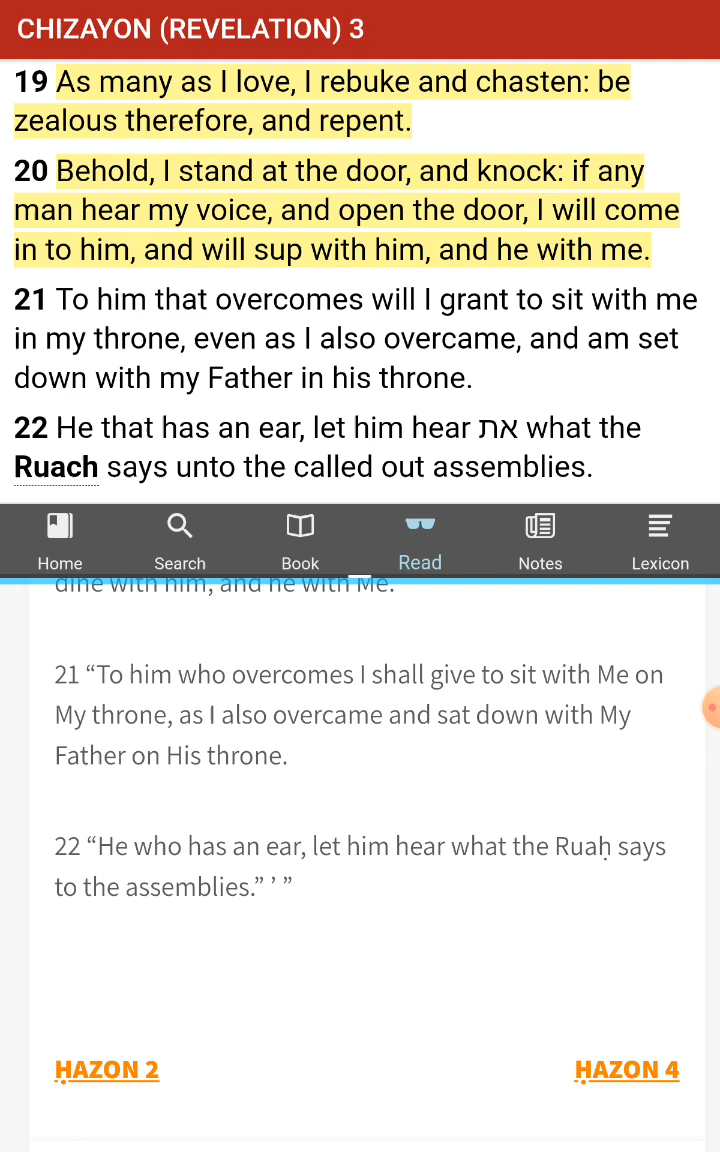 CHIZAYON (REVELATION) 3
19 As many as I love, I rebuke and chasten: be
zealous therefore, and repent.
20 Behold, I stand at the door, and knock: if any
man hear my voice, and open the door, I will come
in to him, and will sup with him, and he with me.
21 To him that overcomes will I grant to sit with me
in my throne, even as I also overcame, and am set
down with my Father in his throne.
22 He that has an ear, let him hear את what the
Ruach says unto the called out assemblies.
Home Search Book Read Notes Lexicon
dine with him, and he with Me.
21 “To him who overcomes I shall give to sit with Me on
My throne, as I also overcame and sat down with My
Father on His throne.
22 “He who has an ear, let him hear what the Ruaḥ says
to the assemblies.” ’ ”
ḤAZON 2 ḤAZON 4